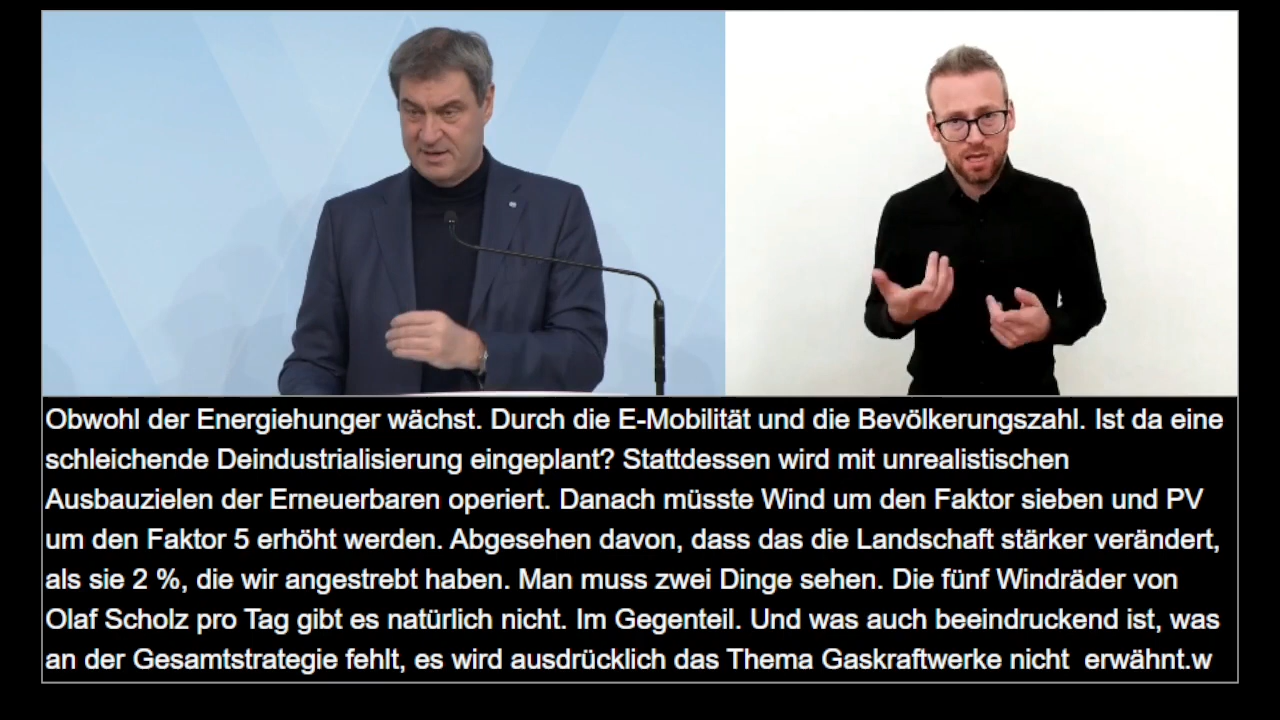 Obwohl der Energiehunger wächst. Durch die E-Mobilität und die Bevölkerungszahl. Ist da eine
schleichende Deindustrialisierung eingeplant? Stattdessen wird mit unrealistischen
Ausbauzielen der Erneuerbaren operiert. Danach müsste Wind um den Faktor sieben und PV
um den Faktor 5 erhöht werden. Abgesehen davon, dass das die Landschaft stärker verändert,
als sie 2 %, die wir angestrebt haben. Man muss zwei Dinge sehen. Die fünf Windräder von
Olaf Scholz pro Tag gibt es natürlich nicht. Im Gegenteil. Und was auch beeindruckend ist, was
an der Gesamtstrategie fehlt, es wird ausdrücklich das Thema Gaskraftwerke nicht  erwähnt.w